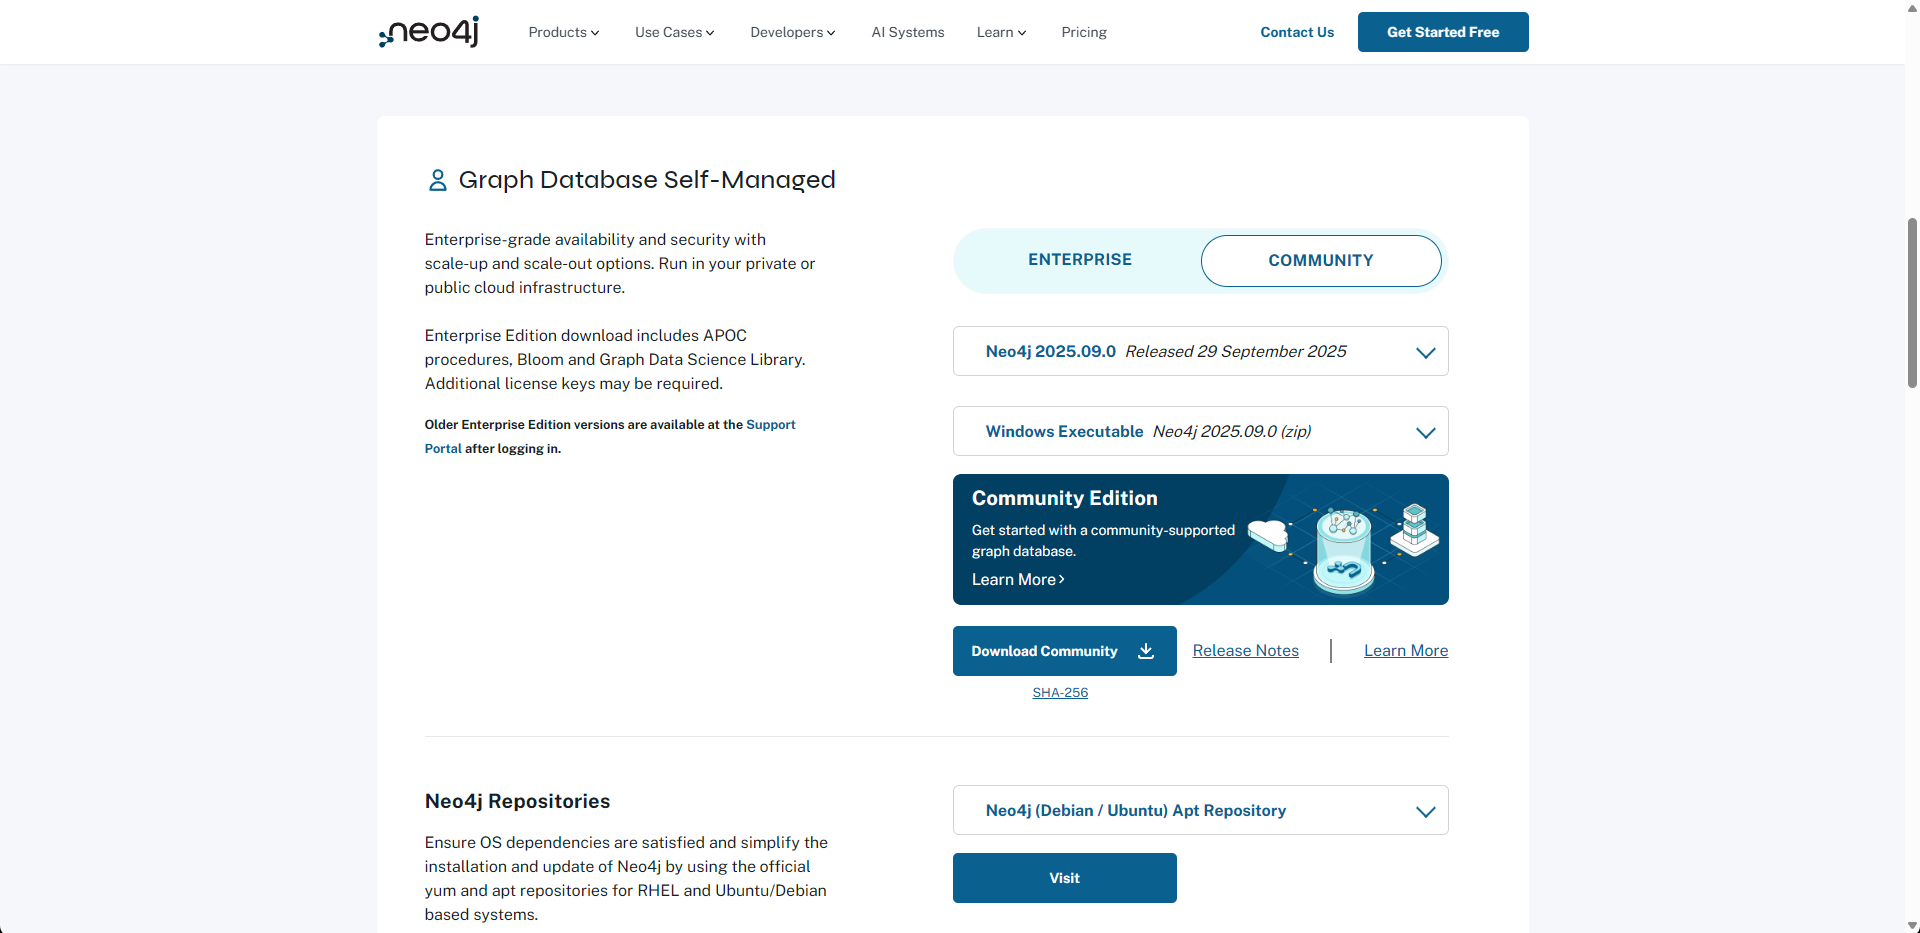 neo4j
Products
Use Cases
Developers
AI Systems
Learn
Pricing
Contact Us
Get Started Free
Graph Database Self-Managed
Enterprise-grade availability and security with
scale-up and scale-out options. Run in your private or
public cloud infrastructure.
Enterprise Edition download includes APOC
procedures, Bloom and Graph Data Science Library.
Additional license keys may be required.
Older Enterprise Edition versions are available at the Support
Portal after logging in.
ENTERPRISE
COMMUNITY
Neo4j 2025.09.0 Released 29 September 2025
Windows Executable Neo4j 2025.09.0 (zip)
Community Edition
Get started with a community-supported
graph database.
Learn More
Download Community
Release Notes
Learn More
SHA-256
Neo4j Repositories
Ensure OS dependencies are satisfied and simplify the
installation and update of Neo4j by using the official
yum and apt repositories for RHEL and Ubuntu/Debian
based systems.
Neo4j (Debian / Ubuntu) Apt Repository
Visit